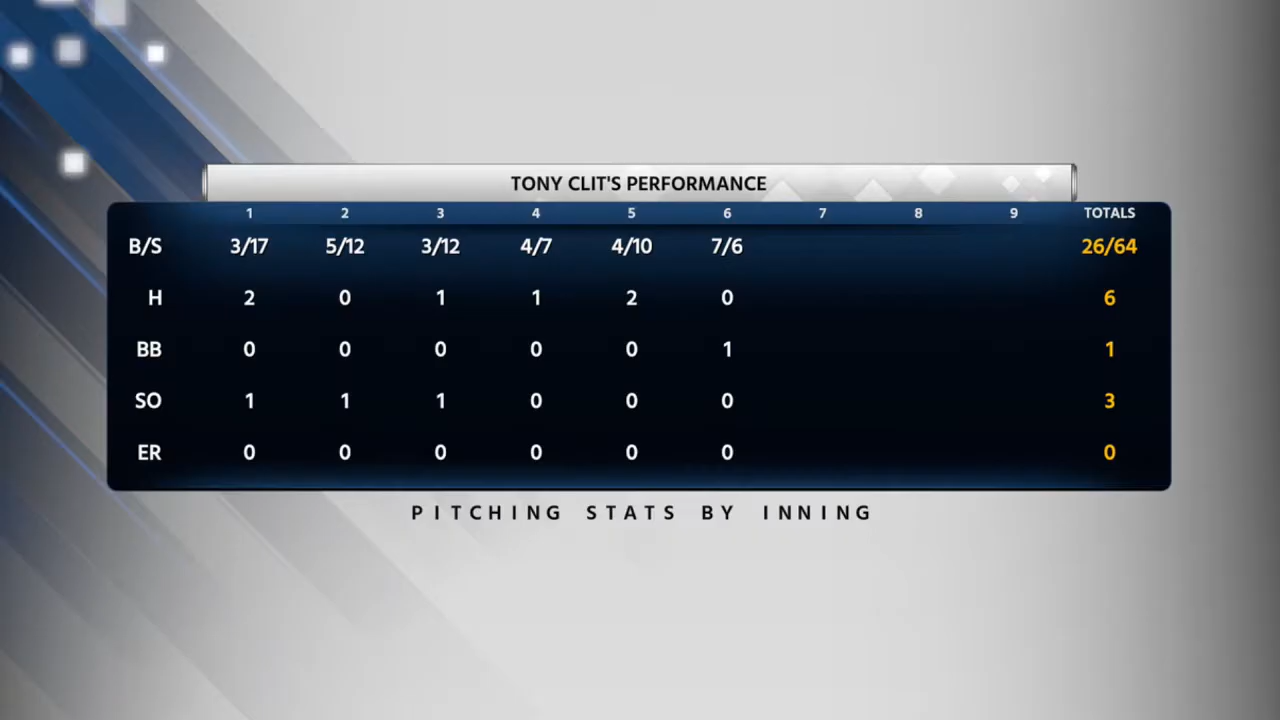 TONY CLIT'S PERFORMANCE
1 2 3 4 5 6 7 8 9 TOTALS
B/S 3/17 5/12 3/12 4/7 4/10 7/6 26/64
H 2 0 1 1 2 0 6
BB 0 0 0 0 0 1 1
SO 1 1 1 0 0 0 3
ER 0 0 0 0 0 0 0
PITCHING STATS BY INNING